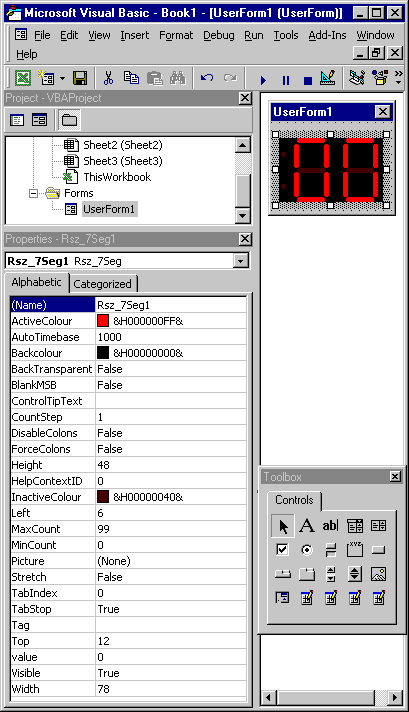 Microsoft Visual Basic - Book1 - [UserForm1 (UserForm)]
File Edit View Insert Format Debug Run Tools Add-Ins Window
Help
Project - VBAProject
Sheet2 (Sheet2)
Sheet3 (Sheet3)
ThisWorkbook
Forms
UserForm1
Properties - Rsz_7Seg1
Rsz_7Seg1 Rsz_7Seg
Alphabetic Categorized
(Name) Rsz_7Seg1
ActiveColour &H000000FF&
AutoTimebase 1000
Backcolour &H00000000&
BackTransparent False
BlankMSB False
ControlTipText
CountStep 1
DisableColons False
ForceColons False
Height 48
HelpContextID 0
InactiveColour &H00000040&
Left 6
MaxCount 99
MinCount 0
Picture (None)
Stretch False
TabIndex 0
TabStop True
Tag
Top 12
value 0
Visible True
Width 78
UserForm1
00
Toolbox
Controls
A ab|
XYZ